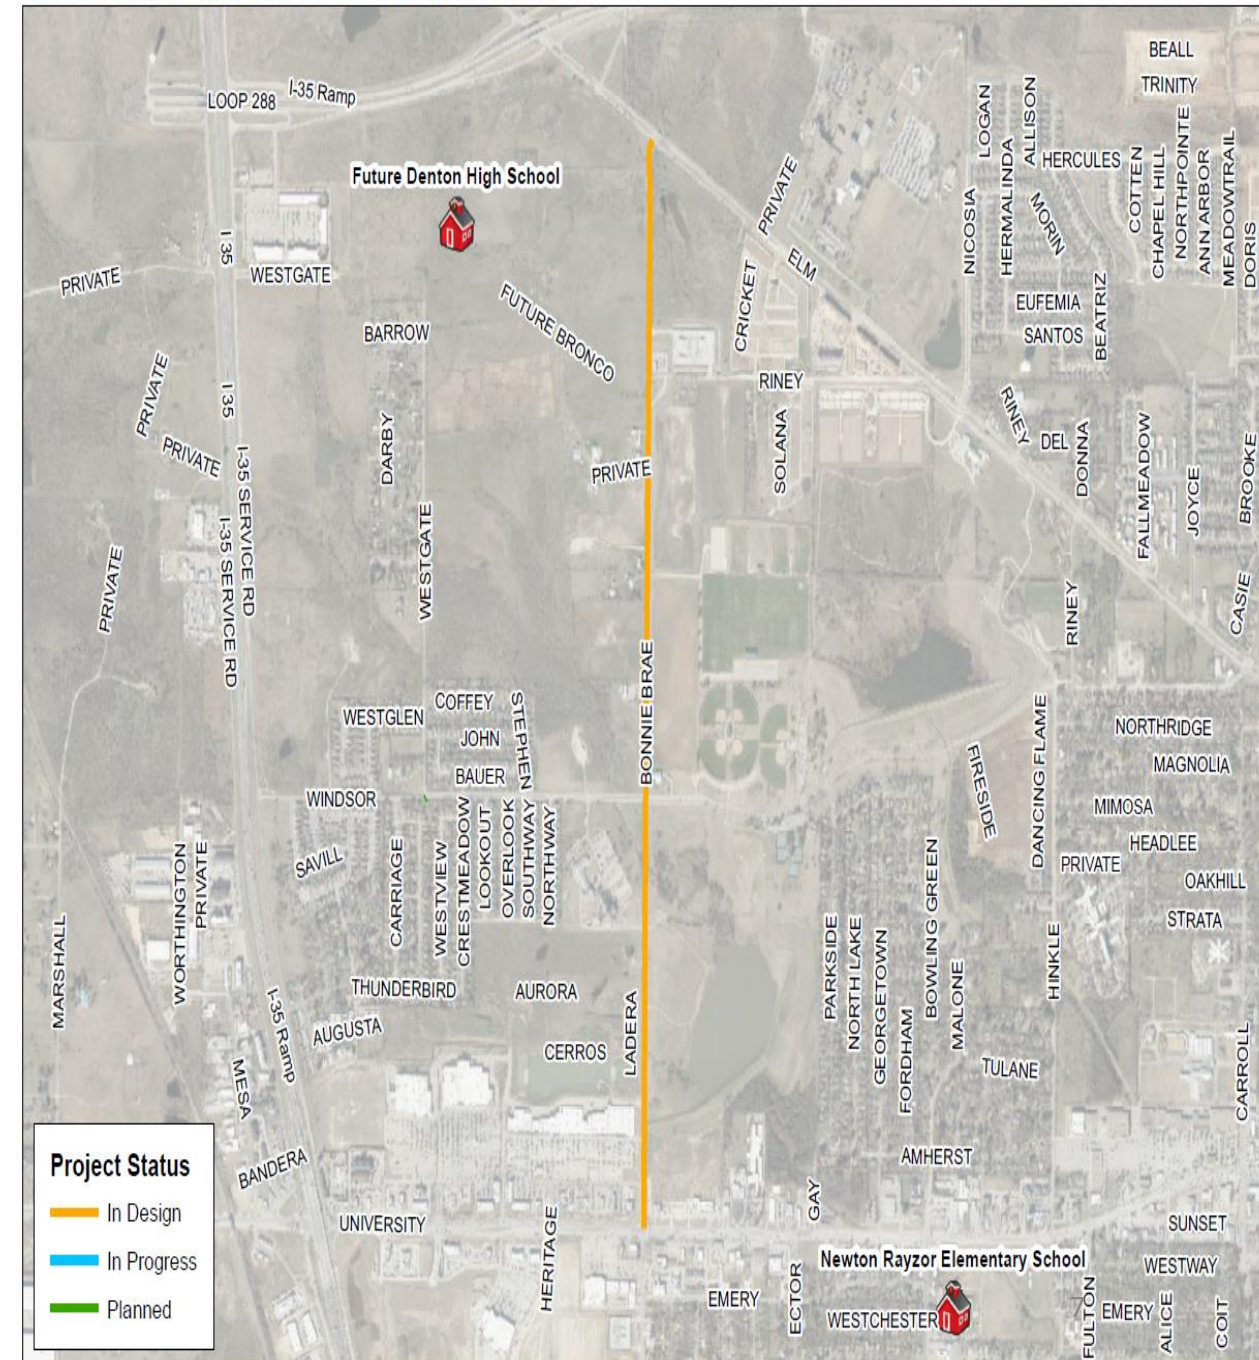 BEALL
TRINITY
LOOP 288
I-35 Ramp
LOGAN
HERMALINDA
ALLISON
HERCULES
COTTEN
CHAPEL HILL
NORTHPOINTE
ANN ARBOR
MEADOWTRAIL
DORIS
Future Denton High School
PRIVATE
NICOSIA
MORIN
I 35
WESTGATE
PRIVATE
ELM
CRICKET
EUFEMIA
SANTOS
BEATRIZ
FUTURE BRONCO
BARROW
PRIVATE
I 35
RINEY
RINEY
DEL
DONNA
SOLANA
DARBY
PRIVATE
PRIVATE
FALLMEADOW
JOYCE
BROOKE
I-35 SERVICE RD
I-35 SERVICE RD
WESTGATE
PRIVATE
RINEY
CASIE
BONNIE BRAE
COFFEY
WESTGLEN
JOHN
STEPHEN
BAUER
WINDSOR
FIRESIDE
DANCING FLAME
NORTHRIDGE
MAGNOLIA
MIMOSA
HEADLEE
PRIVATE
OAKHILL
STRATA
SAVILL
CARRIAGE
WESTVIEW
CRESTMEADOW
LOOKOUT
OVERLOOK
SOUTHWAY
NORTHWAY
WORTHINGTON
PRIVATE
MARSHALL
PARKSIDE
NORTH LAKE
GEORGETOWN
FORDHAM
BOWLING GREEN
MALONE
HINKLE
THUNDERBIRD
AURORA
I-35 Ramp
AUGUSTA
CERROS
LADERA
TULANE
CARROLL
MESA
BANDERA
AMHERST
GAY
UNIVERSITY
HERITAGE
SUNSET
Newton Rayzor Elementary School
WESTWAY
EMERY
ECTOR
WESTCHESTER
FULTON
EMERY
ALICE
COIT
7
Project Status
In Design
In Progress
Planned